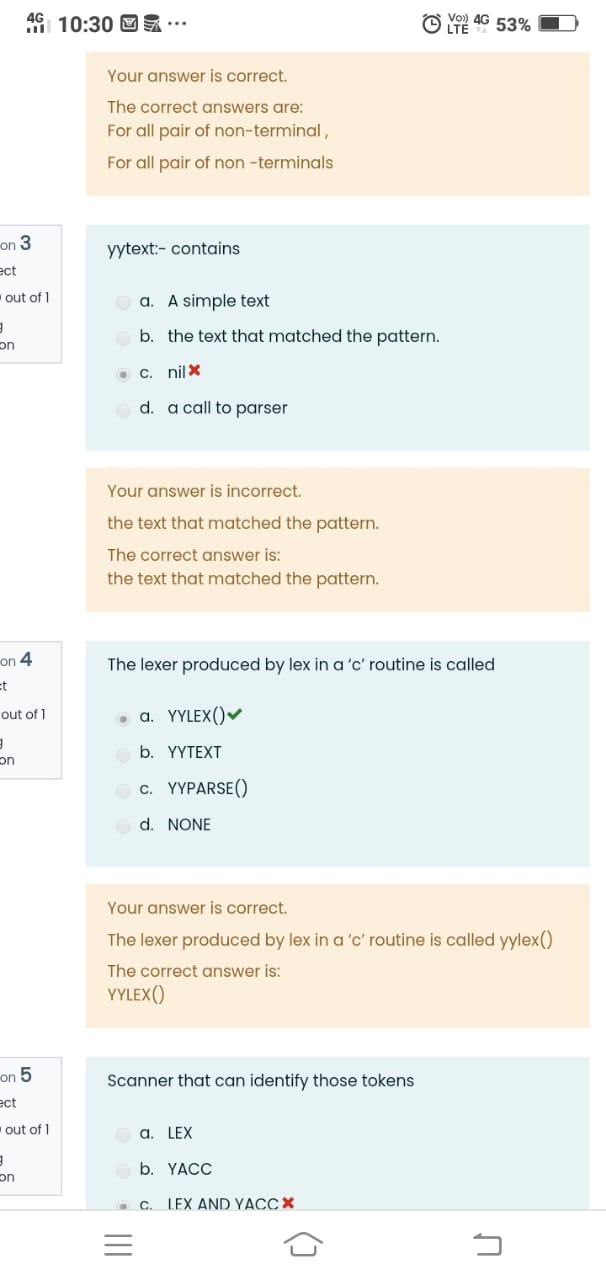 4G 10:30 ... Vo)) LTE 4G 53%
Your answer is correct.
The correct answers are:
For all pair of non-terminal ,
For all pair of non -terminals
on 3
ect
out of 1
on
yytext:- contains
a. A simple text
b. the text that matched the pattern.
c. nil
d. a call to parser
Your answer is incorrect.
the text that matched the pattern.
The correct answer is:
the text that matched the pattern.
on 4
ct
out of 1
on
The lexer produced by lex in a ‘c’ routine is called
a. YYLEX()
b. YYTEXT
c. YYPARSE()
d. NONE
Your answer is correct.
The lexer produced by lex in a ‘c’ routine is called yylex()
The correct answer is:
YYLEX()
on 5
ect
out of 1
on
Scanner that can identify those tokens
a. LEX
b. YACC
c. LEX AND YACC